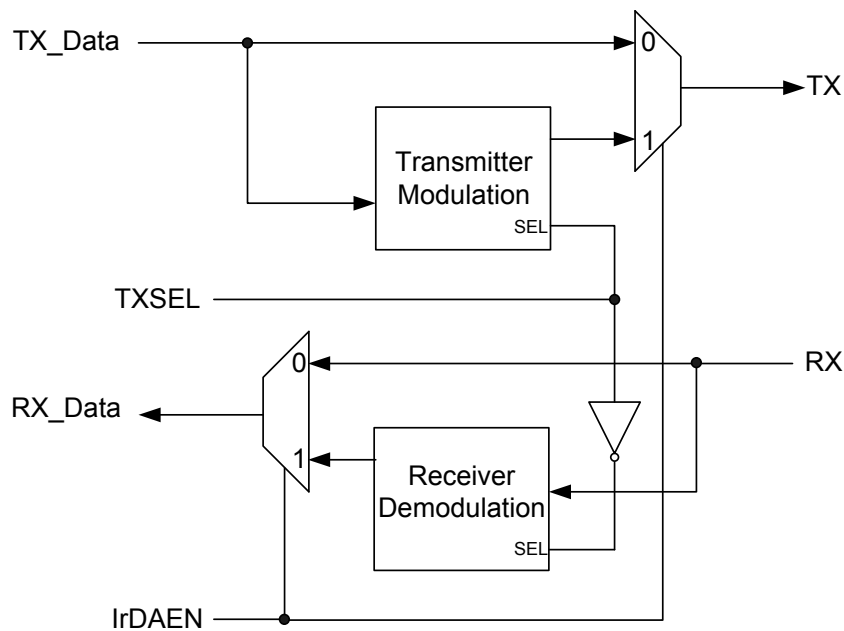 TX_Data
0
TX
1
Transmitter
Modulation
SEL
TXSEL
0
RX
RX_Data
1
Receiver
Demodulation
SEL
IrDAEN